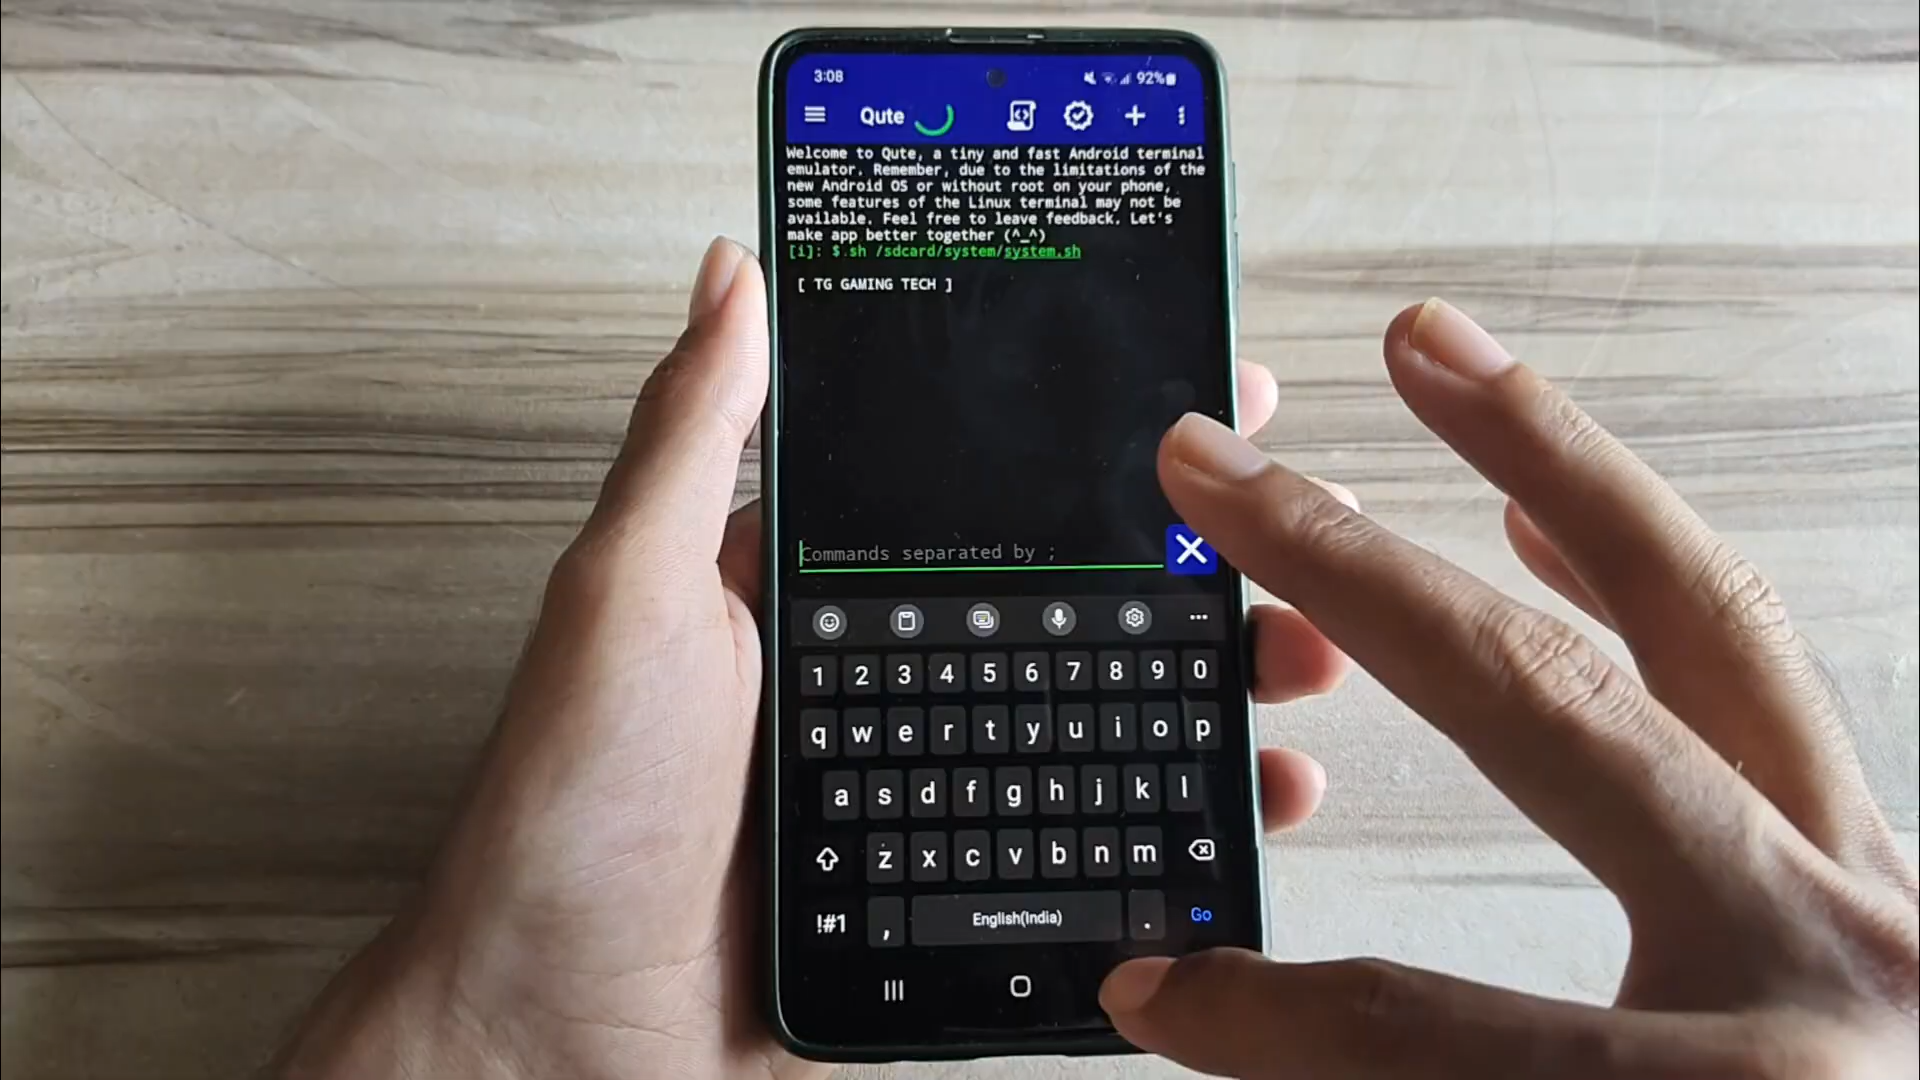 3:08 92%
Qute
Welcome to Qute, a tiny and fast Android terminal
emulator. Remember, due to the limitations of the
new Android OS or without root on your phone,
some features of the Linux terminal may not be
available. Feel free to leave feedback. Let's
make app better together (^_^)
[i]: $ sh /sdcard/system/system.sh
[ TG GAMING TECH ]
Commands separated by ;
1 2 3 4 5 6 7 8 9 0
q w e r t y u i o p
a s d f g h j k l
z x c v b n m
!#1 , English(India) . Go